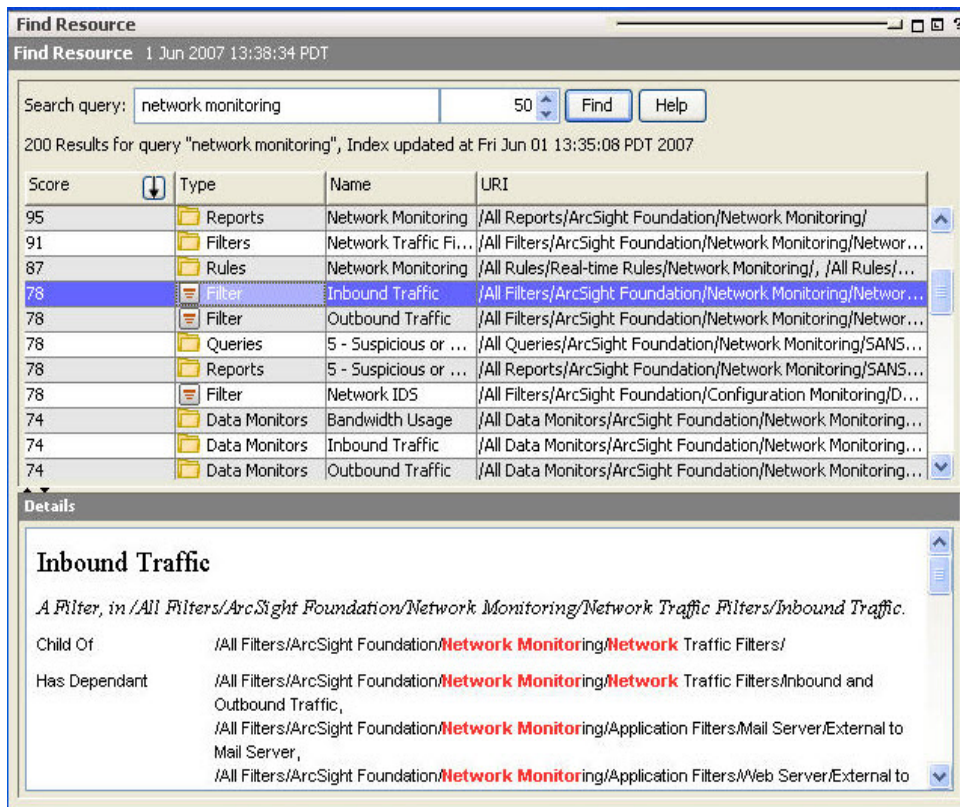 Find Resource
Find Resource 1 Jun 2007 13:38:34 PDT
Search query: network monitoring 50 Find Help
200 Results for query "network monitoring", Index updated at Fri Jun 01 13:35:08 PDT 2007
Score Type Name URI
95 Reports Network Monitoring /All Reports/ArcSight Foundation/Network Monitoring/
91 Filters Network Traffic Fi... /All Filters/ArcSight Foundation/Network Monitoring/Networ...
87 Rules Network Monitoring /All Rules/Real-time Rules/Network Monitoring/, /All Rules/...
78 Filter Inbound Traffic /All Filters/ArcSight Foundation/Network Monitoring/Networ...
78 Filter Outbound Traffic /All Filters/ArcSight Foundation/Network Monitoring/Networ...
78 Queries 5 - Suspicious or ... /All Queries/ArcSight Foundation/Network Monitoring/SANS...
78 Reports 5 - Suspicious or ... /All Reports/ArcSight Foundation/Network Monitoring/SANS...
78 Filter Network IDS /All Filters/ArcSight Foundation/Configuration Monitoring/D...
74 Data Monitors Bandwidth Usage /All Data Monitors/ArcSight Foundation/Network Monitoring...
74 Data Monitors Inbound Traffic /All Data Monitors/ArcSight Foundation/Network Monitoring...
74 Data Monitors Outbound Traffic /All Data Monitors/ArcSight Foundation/Network Monitoring...
Details
Inbound Traffic
A Filter, in /All Filters/ArcSight Foundation/Network Monitoring/Network Traffic Filters/Inbound Traffic.
Child Of /All Filters/ArcSight Foundation/Network Monitoring/Network Traffic Filters/
Has Dependant /All Filters/ArcSight Foundation/Network Monitoring/Network Traffic Filters/Inbound and
Outbound Traffic,
/All Filters/ArcSight Foundation/Network Monitoring/Application Filters/Mail Server/External to
Mail Server,
/All Filters/ArcSight Foundation/Network Monitoring/Application Filters/Web Server/External to